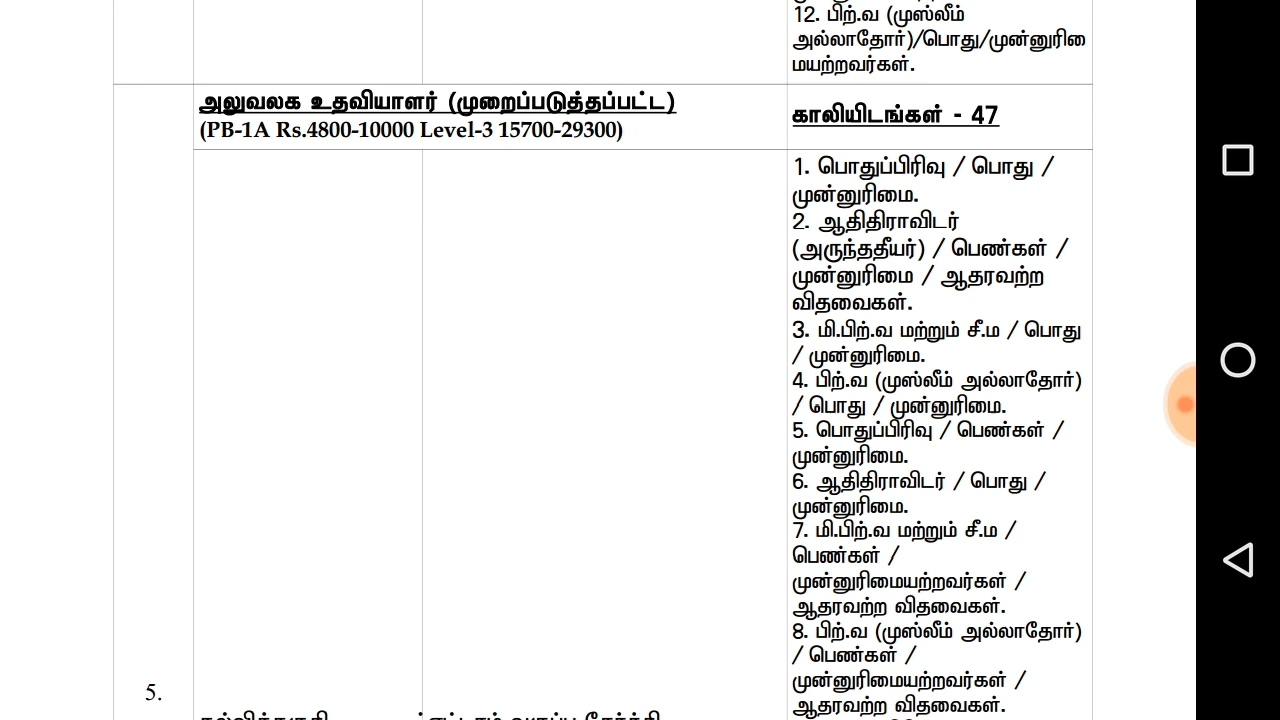 12. பிற்.வ (முஸ்லீம்
அல்லாதோர்)/பொது/முன்னுரிமை
மயற்றவர்கள்.
அலுவலக உதவியாளர் (முறைப்படுத்தப்பட்ட)
(PB-1A Rs.4800-10000 Level-3 15700-29300)
காலியிடங்கள் - 47
1. பொதுப்பிரிவு / பொது /
முன்னுரிமை.
2. ஆதிதிராவிடர்
(அருந்ததீயர்) / பெண்கள் /
முன்னுரிமை / ஆதரவற்ற
விதவைகள்.
3. மி.பிற்.வ மற்றும் சீ.ம / பொது
/ முன்னுரிமை.
4. பிற்.வ (முஸ்லீம் அல்லாதோர்)
/ பொது / முன்னுரிமை.
5. பொதுப்பிரிவு / பெண்கள் /
முன்னுரிமை.
6. ஆதிதிராவிடர் / பொது /
முன்னுரிமை.
7. மி.பிற்.வ மற்றும் சீ.ம /
பெண்கள் /
முன்னுரிமையற்றவர்கள் /
ஆதரவற்ற விதவைகள்.
8. பிற்.வ (முஸ்லீம் அல்லாதோர்)
/ பெண்கள் /
முன்னுரிமையற்றவர்கள் /
ஆதரவற்ற விதவைகள்.
5.